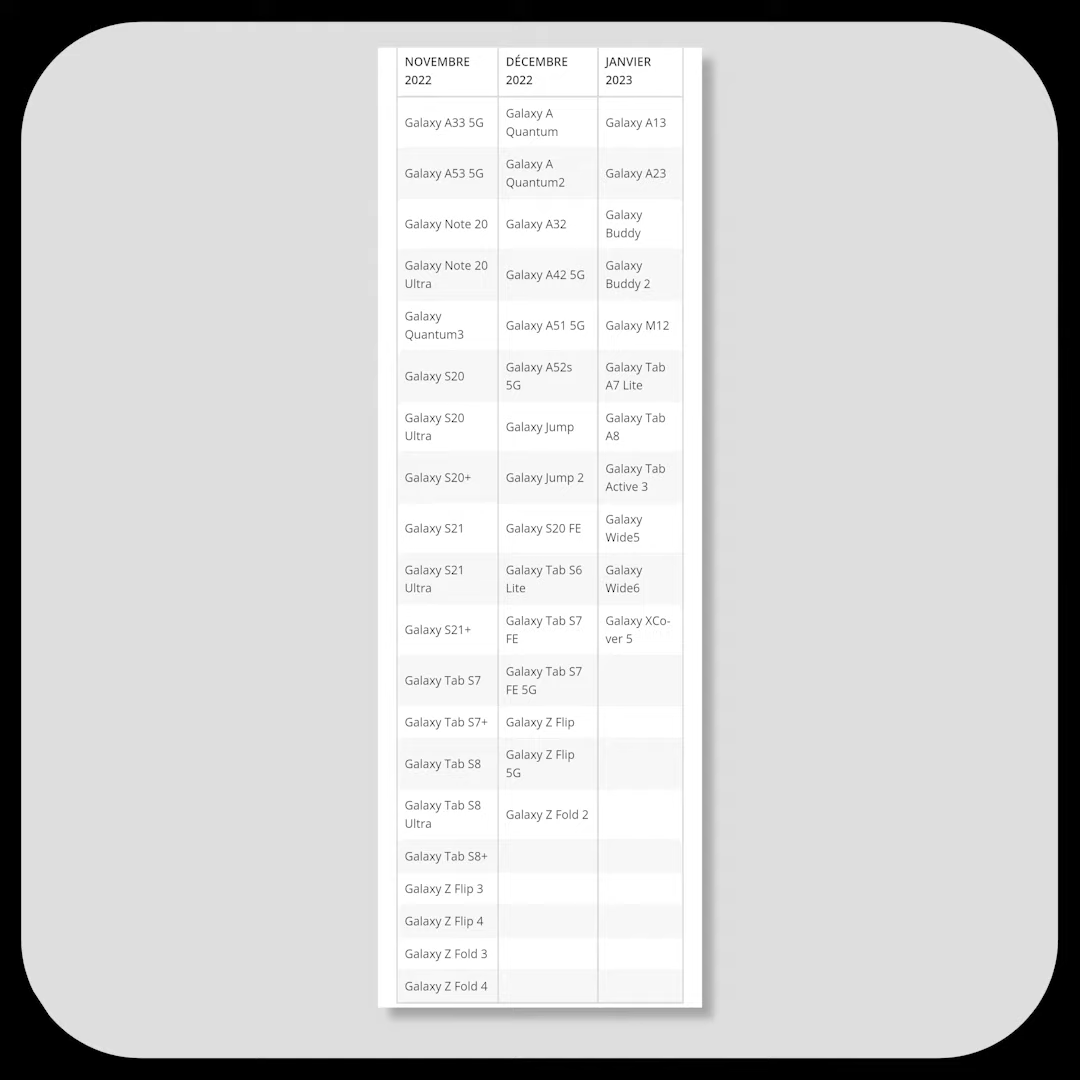 NOVEMBRE
2022
DÉCEMBRE
2022
JANVIER
2023
Galaxy A33 5G
Galaxy A
Quantum
Galaxy A13
Galaxy A53 5G
Galaxy A
Quantum2
Galaxy A23
Galaxy Note 20
Galaxy A32
Galaxy
Buddy
Galaxy Note 20
Ultra
Galaxy A42 5G
Galaxy
Buddy 2
Galaxy
Quantum3
Galaxy A51 5G
Galaxy M12
Galaxy S20
Galaxy A52s
5G
Galaxy Tab
A7 Lite
Galaxy S20
Ultra
Galaxy Jump
Galaxy Tab
A8
Galaxy S20+
Galaxy Jump 2
Galaxy Tab
Active 3
Galaxy S21
Galaxy S20 FE
Galaxy
Wide5
Galaxy S21
Ultra
Galaxy Tab S6
Lite
Galaxy
Wide6
Galaxy S21+
Galaxy Tab S7
FE
Galaxy XCo-
ver 5
Galaxy Tab S7
Galaxy Tab S7
FE 5G
Galaxy Tab S7+
Galaxy Z Flip
Galaxy Tab S8
Galaxy Z Flip
5G
Galaxy Tab S8
Ultra
Galaxy Z Fold 2
Galaxy Tab S8+
Galaxy Z Flip 3
Galaxy Z Flip 4
Galaxy Z Fold 3
Galaxy Z Fold 4